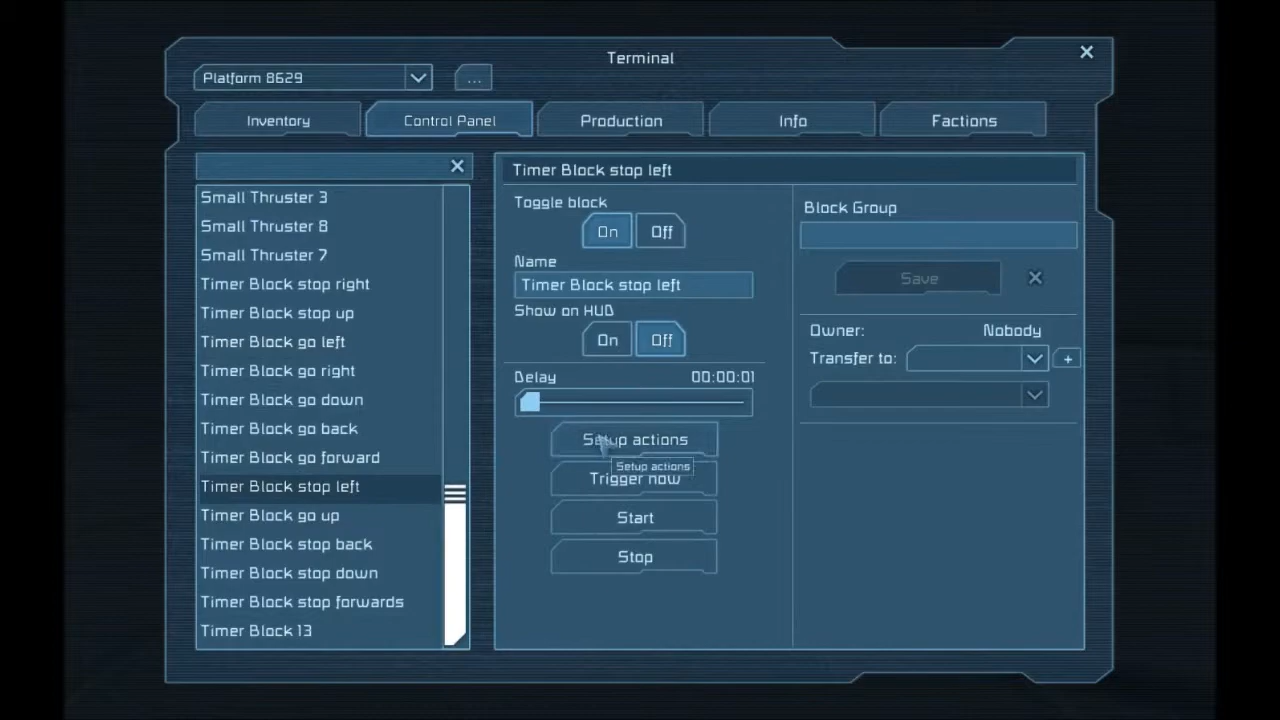 Terminal
Platform 8629
...
Inventory
Control Panel
Production
Info
Factions
Small Thruster 3
Small Thruster 8
Small Thruster 7
Timer Block stop right
Timer Block stop up
Timer Block go left
Timer Block go right
Timer Block go down
Timer Block go back
Timer Block go forward
Timer Block stop left
Timer Block go up
Timer Block stop back
Timer Block stop down
Timer Block stop forwards
Timer Block 13
Timer Block stop left
Toggle block
On Off
Name
Timer Block stop left
Show on HUD
On Off
Delay 00:00:01
Setup actions
Setup actions
Trigger now
Start
Stop
Block Group
Save
Owner: Nobody
Transfer to: